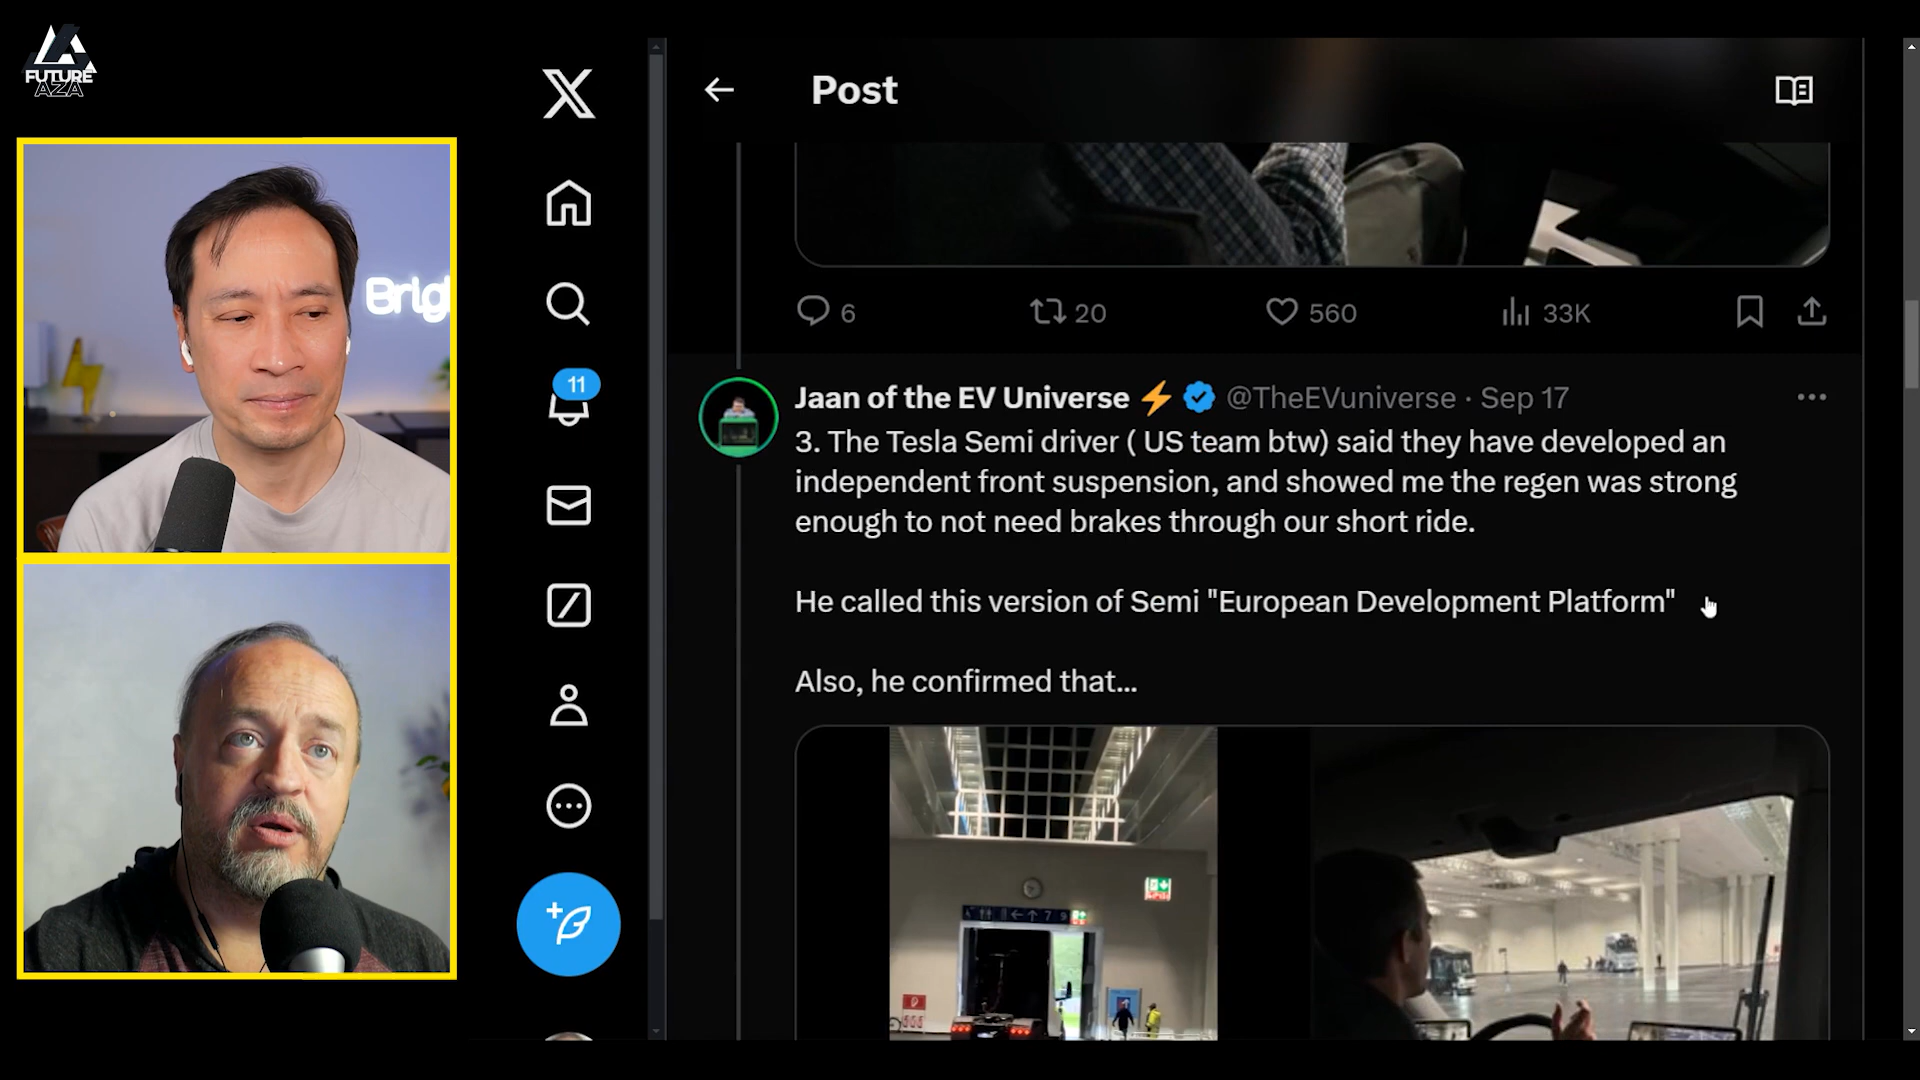 FUTURE
AZA
Brig
11
Post
6
20
560
33K
Jaan of the EV Universe @TheEVuniverse · Sep 17
3. The Tesla Semi driver ( US team btw) said they have developed an
independent front suspension, and showed me the regen was strong
enough to not need brakes through our short ride.
He called this version of Semi "European Development Platform"
Also, he confirmed that...
7 9